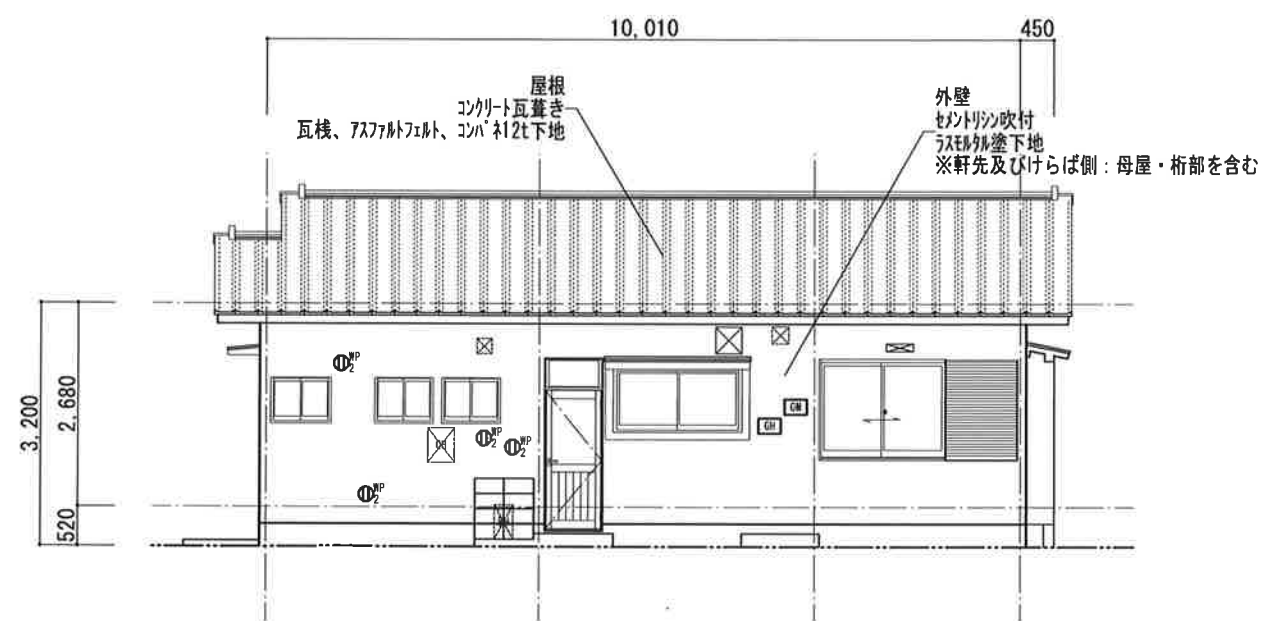 10,010
450
屋根
コンクリート瓦葺き
瓦桟、アスファルトフェルト、コンパネ12t下地
外壁
セメントリシン吹付
ラスモルタル塗下地
※軒先及びけらば側：母屋・桁部を含む
3,200
2,680
520
WP
2
WP
2
WP
2
WP
2
GM
GH